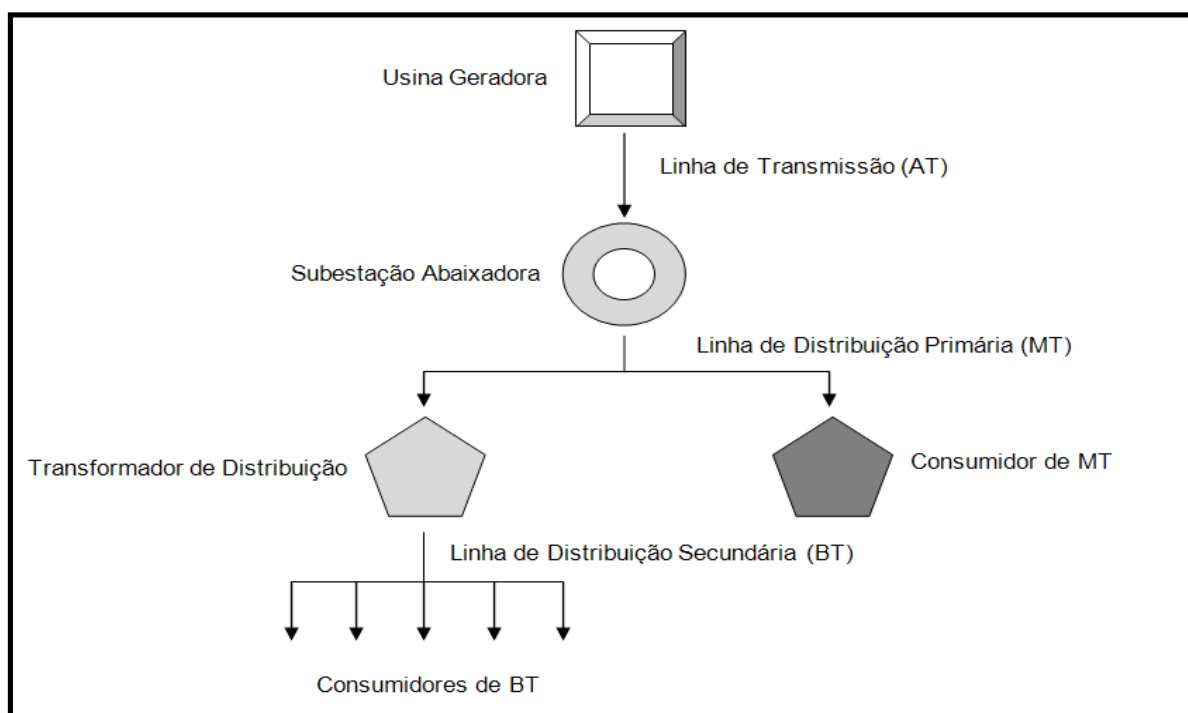 Usina Geradora
Linha de Transmissão (AT)
Subestação Abaixadora
Linha de Distribuição Primária (MT)
Transformador de Distribuição
Consumidor de MT
Linha de Distribuição Secundária (BT)
Consumidores de BT